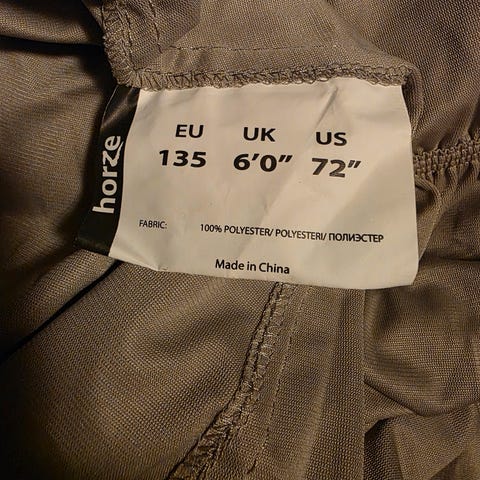 horze
EU UK US
135 6'0" 72"
FABRIC: 100% POLYESTER/ POLYESTERI/ ПОЛИЭСТЕР
Made in China